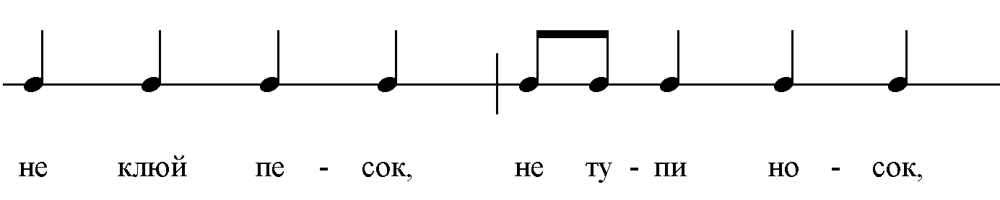 не клюй пе - сок, не ту - пи но - сок,